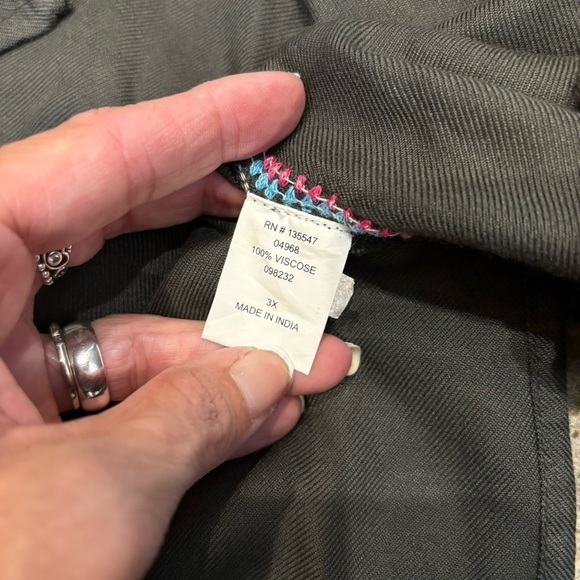 RN # 135547
04968
100% VISCOSE
098232
3X
MADE IN INDIA